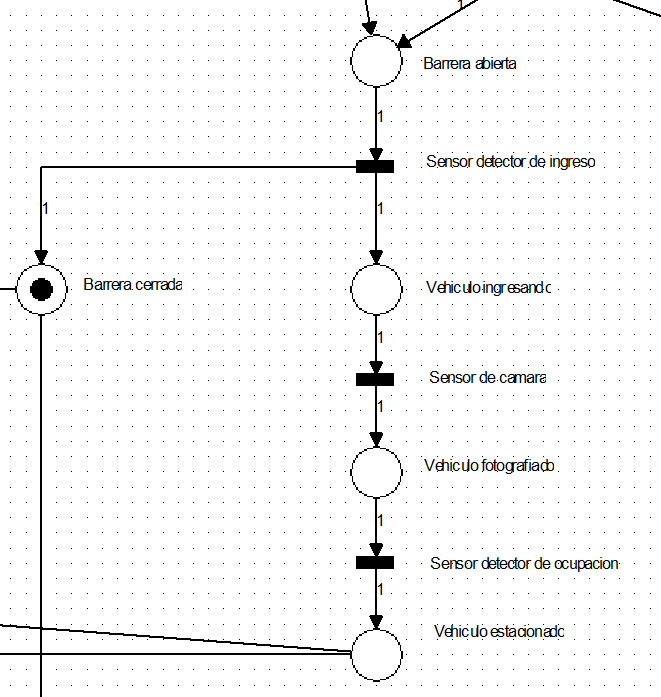 1
Barrera abierta
1
Sensor detector de ingreso
1
1
Barrera cerrada
Vehiculo ingresando
1
Sensor de camara
1
Vehiculo fotografiado
1
Sensor detector de ocupacion
1
Vehiculo estacionado